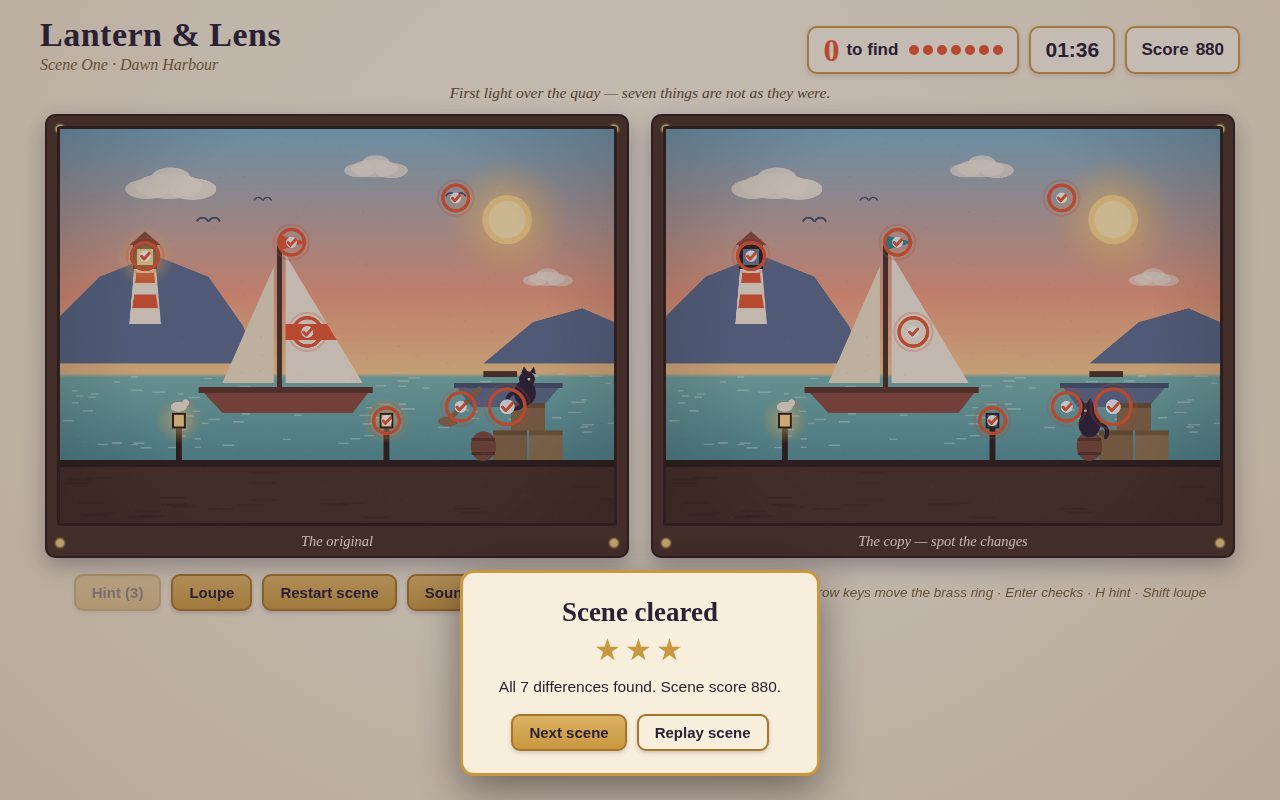 Lantern & Lens
Scene One · Dawn Harbour
0 to find
01:36
Score 880
First light over the quay — seven things are not as they were.
The original
The copy — spot the changes
Hint (3)
Loupe
Restart scene
row keys move the brass ring · Enter checks · H hint · Shift loupe
Scene cleared
★ ★ ★
All 7 differences found. Scene score 880.
Next scene
Replay scene